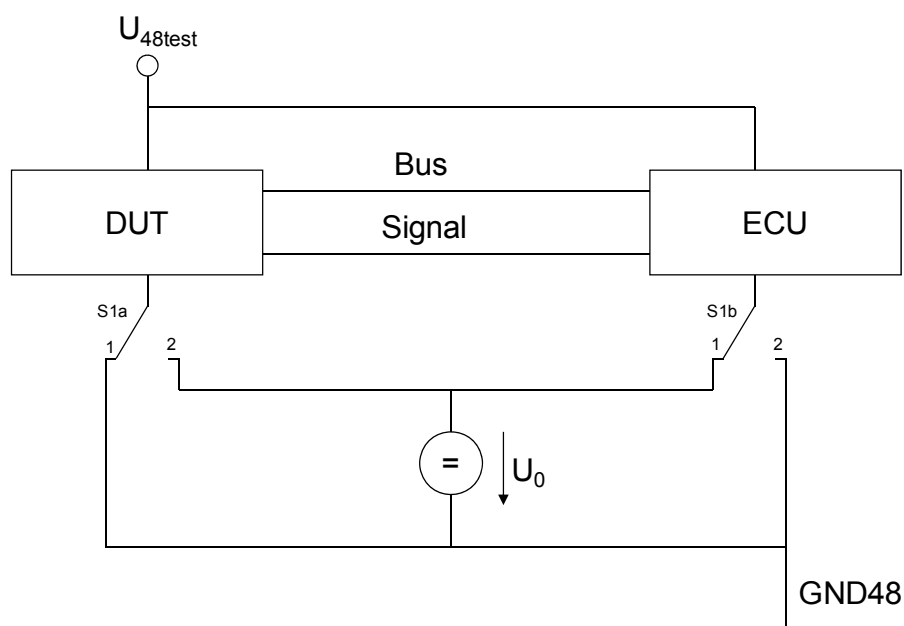 U48test
Bus
DUT
ECU
Signal
S1a
S1b
1
2
1
2
=
U0
GND48